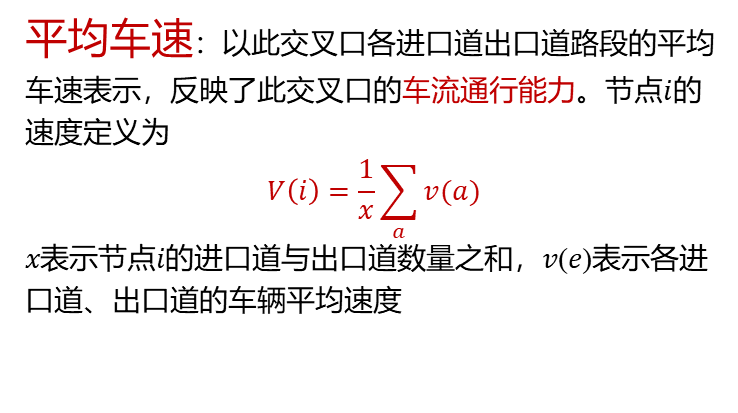 平均车速：以此交叉口各进口道出口道路段的平均
车速表示，反映了此交叉口的车流通行能力。节点𝑖的
速度定义为
𝑉(𝑖) = \frac{1}{𝑥} \sum_{𝑎} 𝑣(𝑎)
𝑥表示节点𝑖的进口道与出口道数量之和，𝑣(𝑒)表示各进
口道、出口道的车辆平均速度